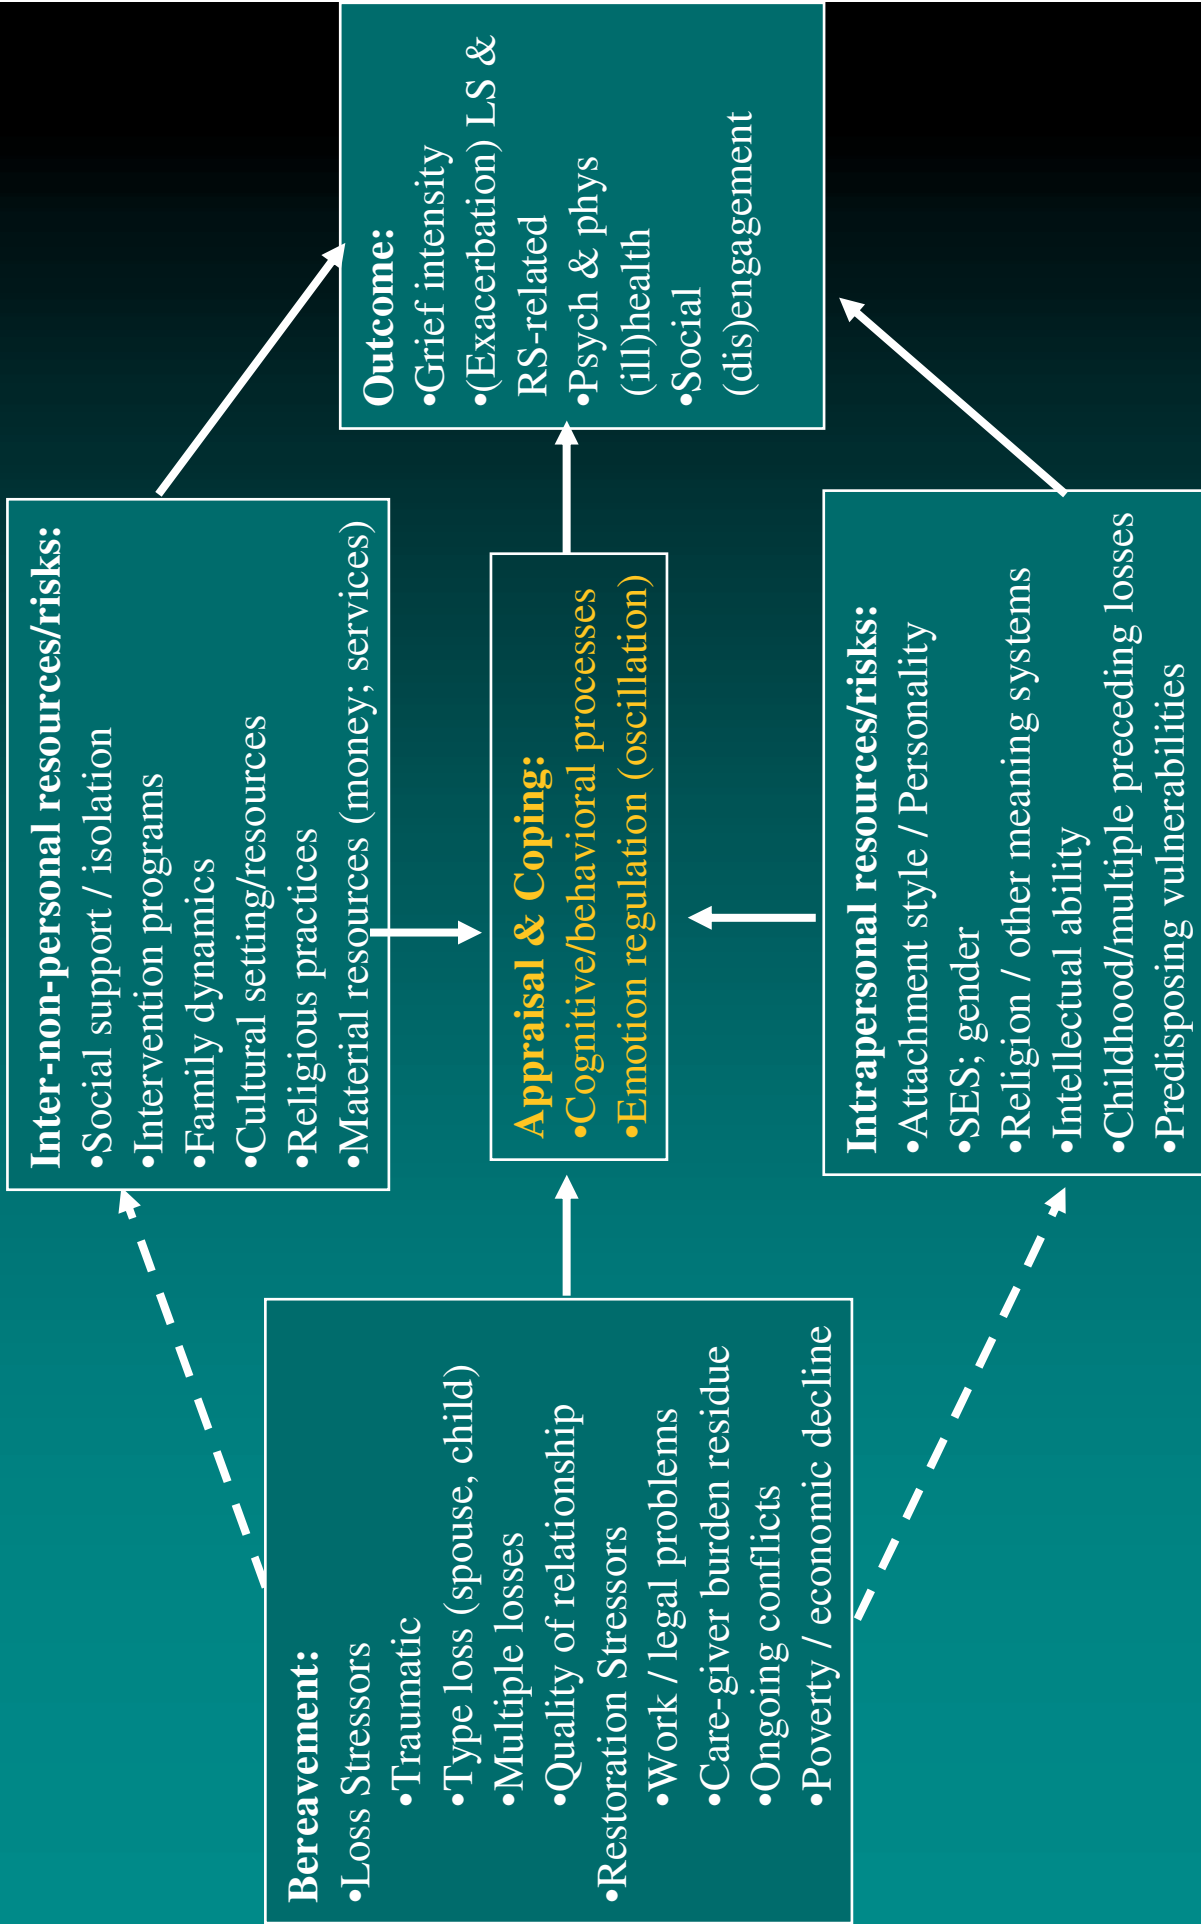 Bereavement:
•Loss Stressors
•Traumatic
•Type loss (spouse, child)
•Multiple losses
•Quality of relationship
•Restoration Stressors
•Work / legal problems
•Care-giver burden residue
•Ongoing conflicts
•Poverty / economic decline
Inter-non-personal resources/risks:
•Social support / isolation
•Intervention programs
•Family dynamics
•Cultural setting/resources
•Religious practices
•Material resources (money; services)
Appraisal & Coping:
•Cognitive/behavioral processes
•Emotion regulation (oscillation)
Intrapersonal resources/risks:
•Attachment style / Personality
•SES; gender
•Religion / other meaning systems
•Intellectual ability
•Childhood/multiple preceding losses
•Predisposing vulnerabilities
Outcome:
•Grief intensity
•(Exacerbation) LS &
RS-related
•Psych & phys
(ill)health
•Social
(dis)engagement